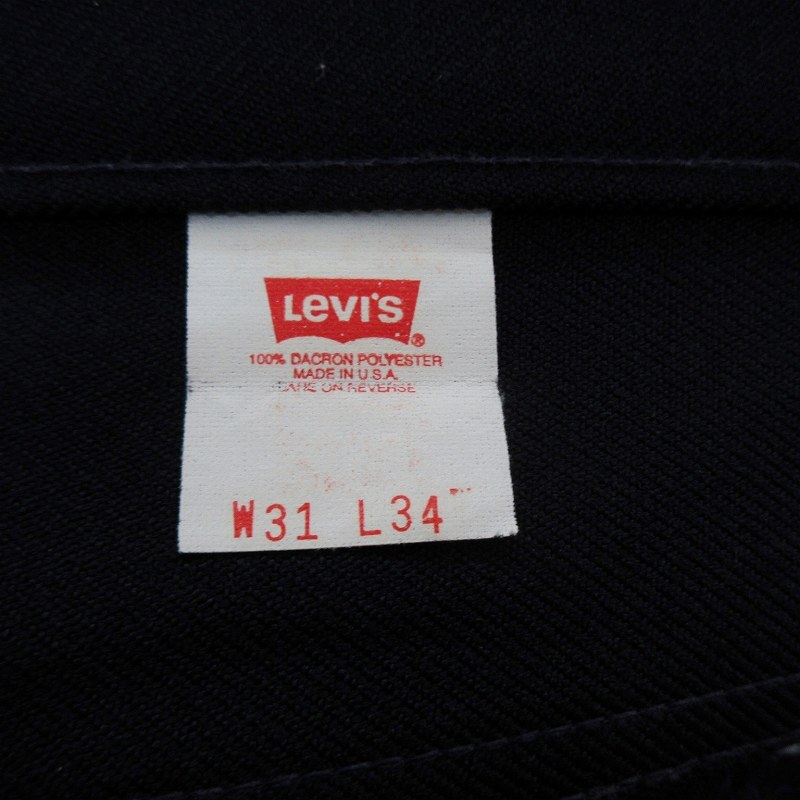 Levi's®
100% DACRON POLYESTER
MADE IN U.S.A.
CARE ON REVERSE
W31 L34